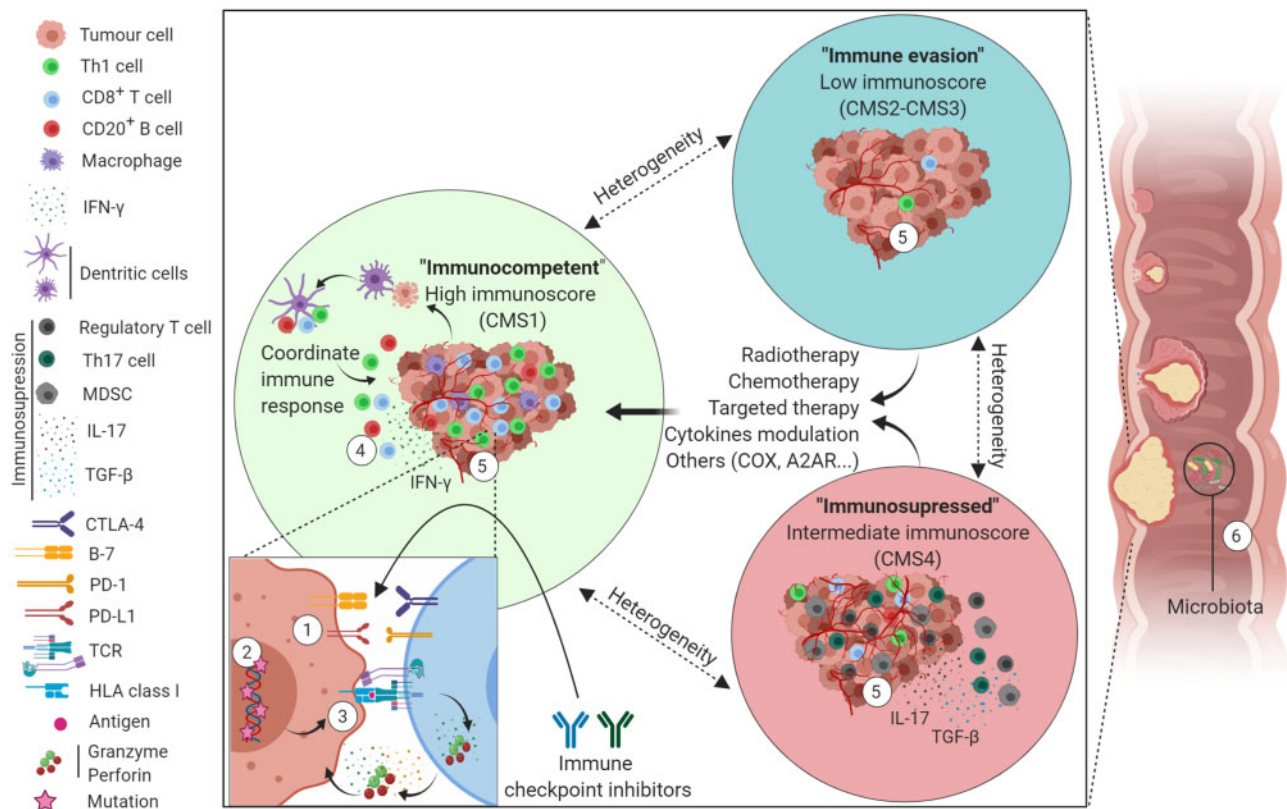 Tumour cell
Th1 cell
CD8+ T cell
CD20+ B cell
Macrophage
IFN-γ
Dentritic cells
Immunosupression
Regulatory T cell
Th17 cell
MDSC
IL-17
TGF-β
CTLA-4
B-7
PD-1
PD-L1
TCR
HLA class I
Antigen
Granzyme
Perforin
Mutation
"Immunocompetent"
High immunoscore
(CMS1)
Coordinate
immune
response
4
IFN-γ
5
1
2
3
Immune
checkpoint inhibitors
Heterogeneity
"Immune evasion"
Low immunoscore
(CMS2-CMS3)
5
Radiotherapy
Chemotherapy
Targeted therapy
Cytokines modulation
Others (COX, A2AR...)
Heterogeneity
Heterogeneity
"Immunosupressed"
Intermediate immunoscore
(CMS4)
5
IL-17
TGF-β
6
Microbiota